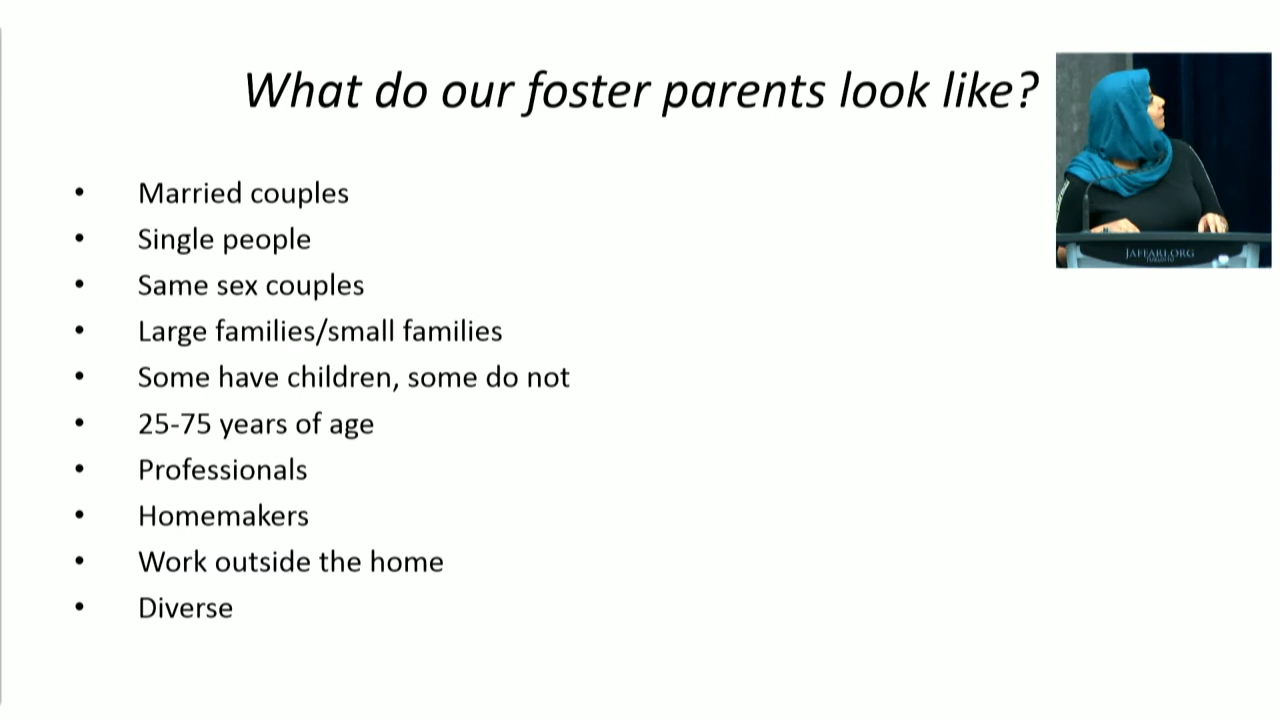 What do our foster parents look like?
• Married couples
• Single people
• Same sex couples
• Large families/small families
• Some have children, some do not
• 25-75 years of age
• Professionals
• Homemakers
• Work outside the home
• Diverse
JAFFARI.ORG
TORONTO